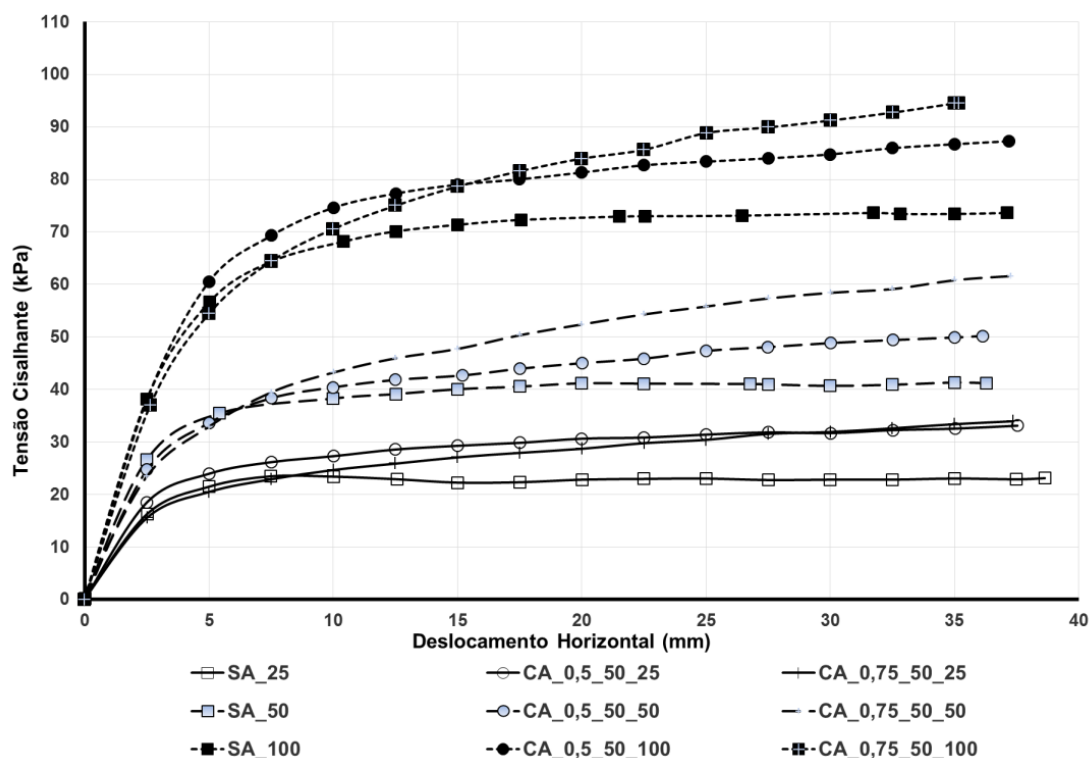 110
100
90
80
70
60
50
40
30
20
10
0
Tensão Cisalhante (kPa)
0 5 10 15 20 25 30 35 40
Deslocamento Horizontal (mm)
SA_25 CA_0,5_50_25 CA_0,75_50_25
SA_50 CA_0,5_50_50 CA_0,75_50_50
SA_100 CA_0,5_50_100 CA_0,75_50_100